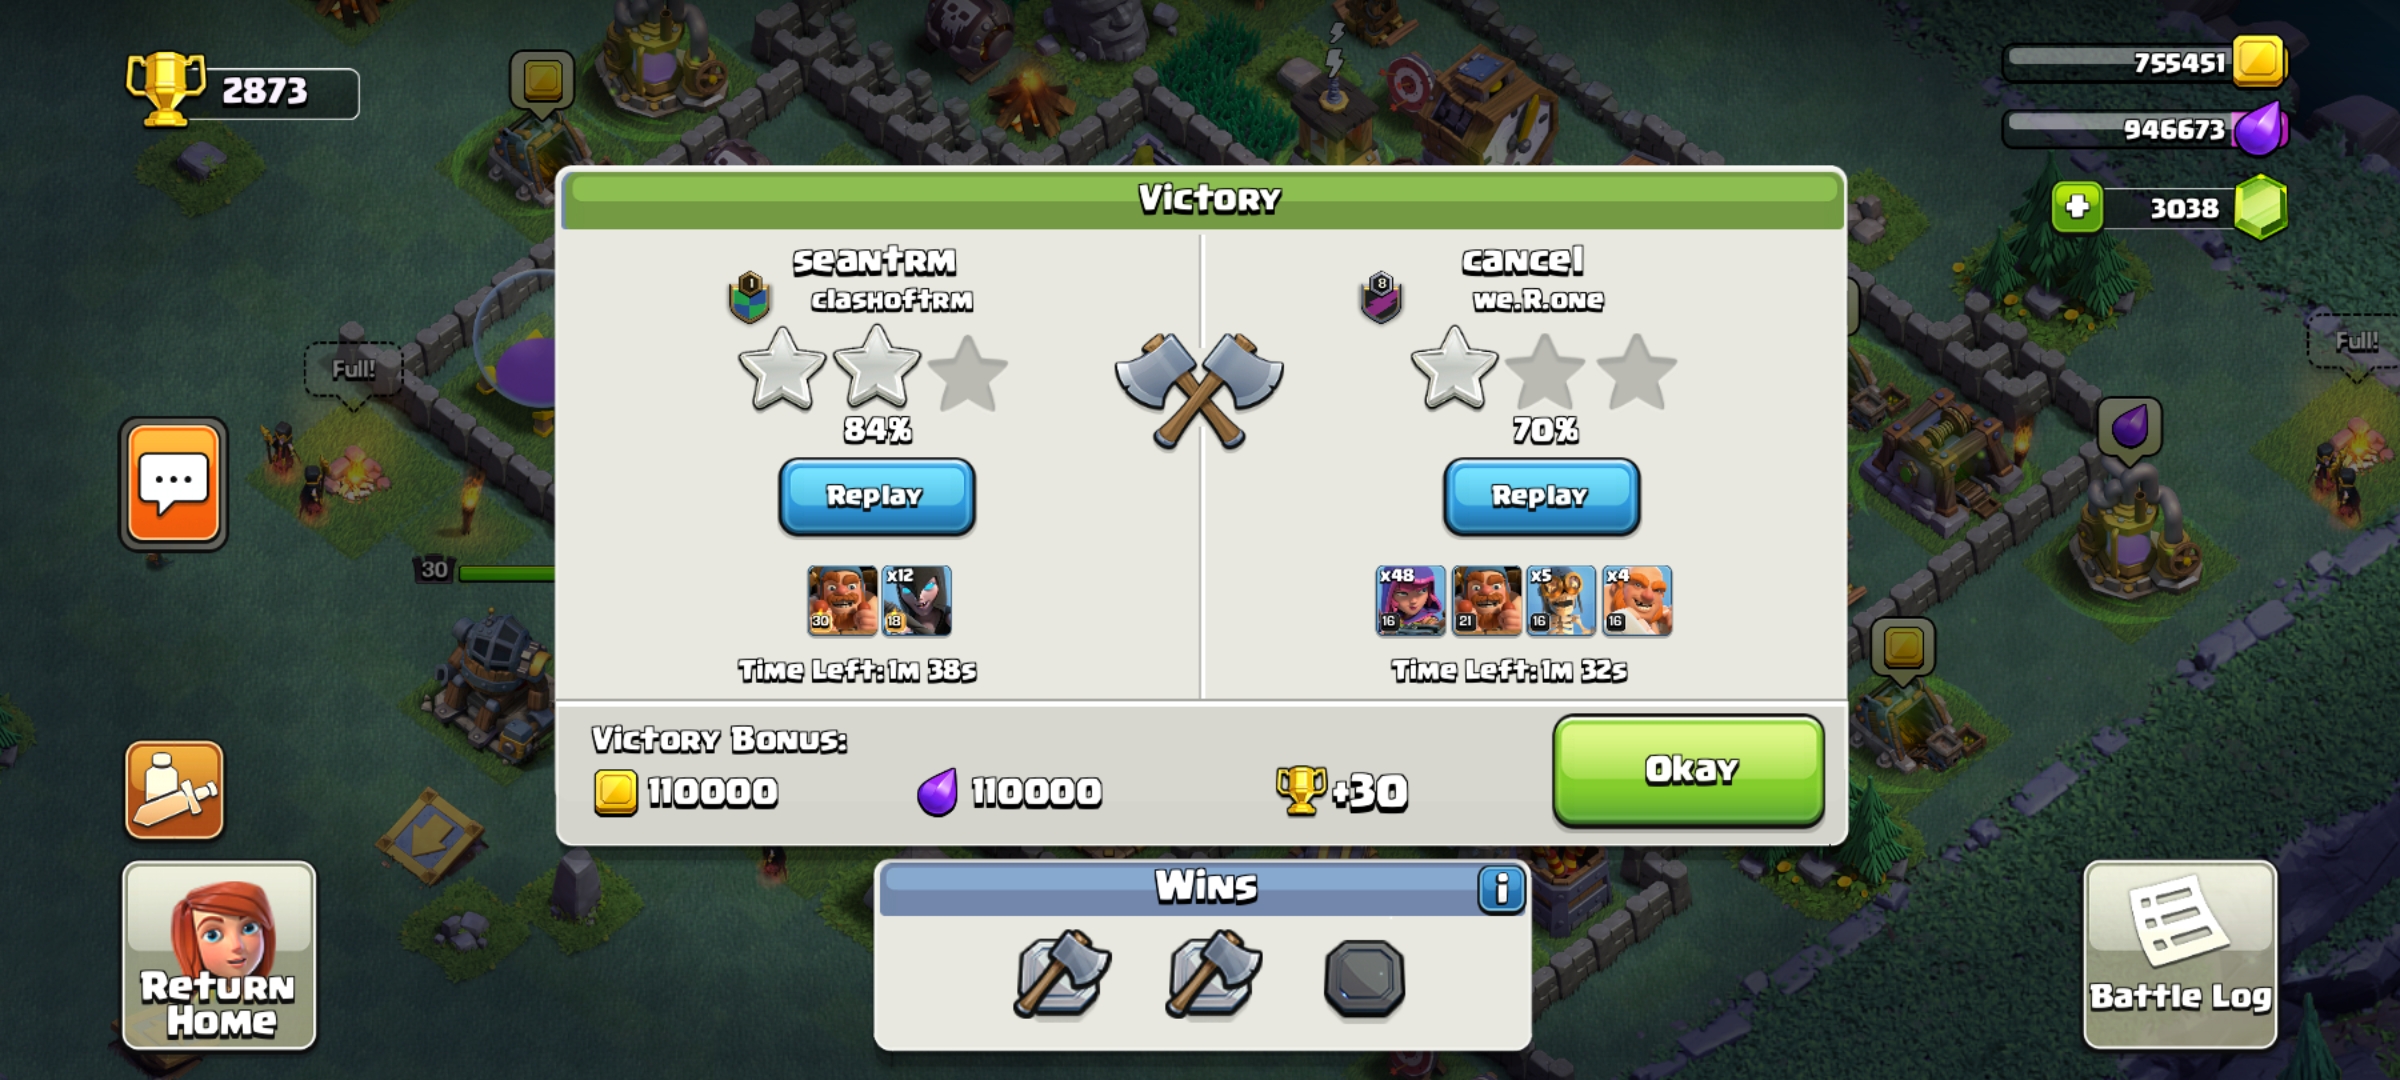 2873
755451
946673
3038
Victory
seantrm
1
clashoftrm
cancel
8
we.R.one
84%
70%
Replay
Replay
Full!
Full!
30
30
x12
18
x48
16
21
x5
16
x4
16
Time Left:1m 38s
Time Left:1m 32s
Victory Bonus:
110000
110000
+30
Okay
Wins
i
Return
Home
Battle Log